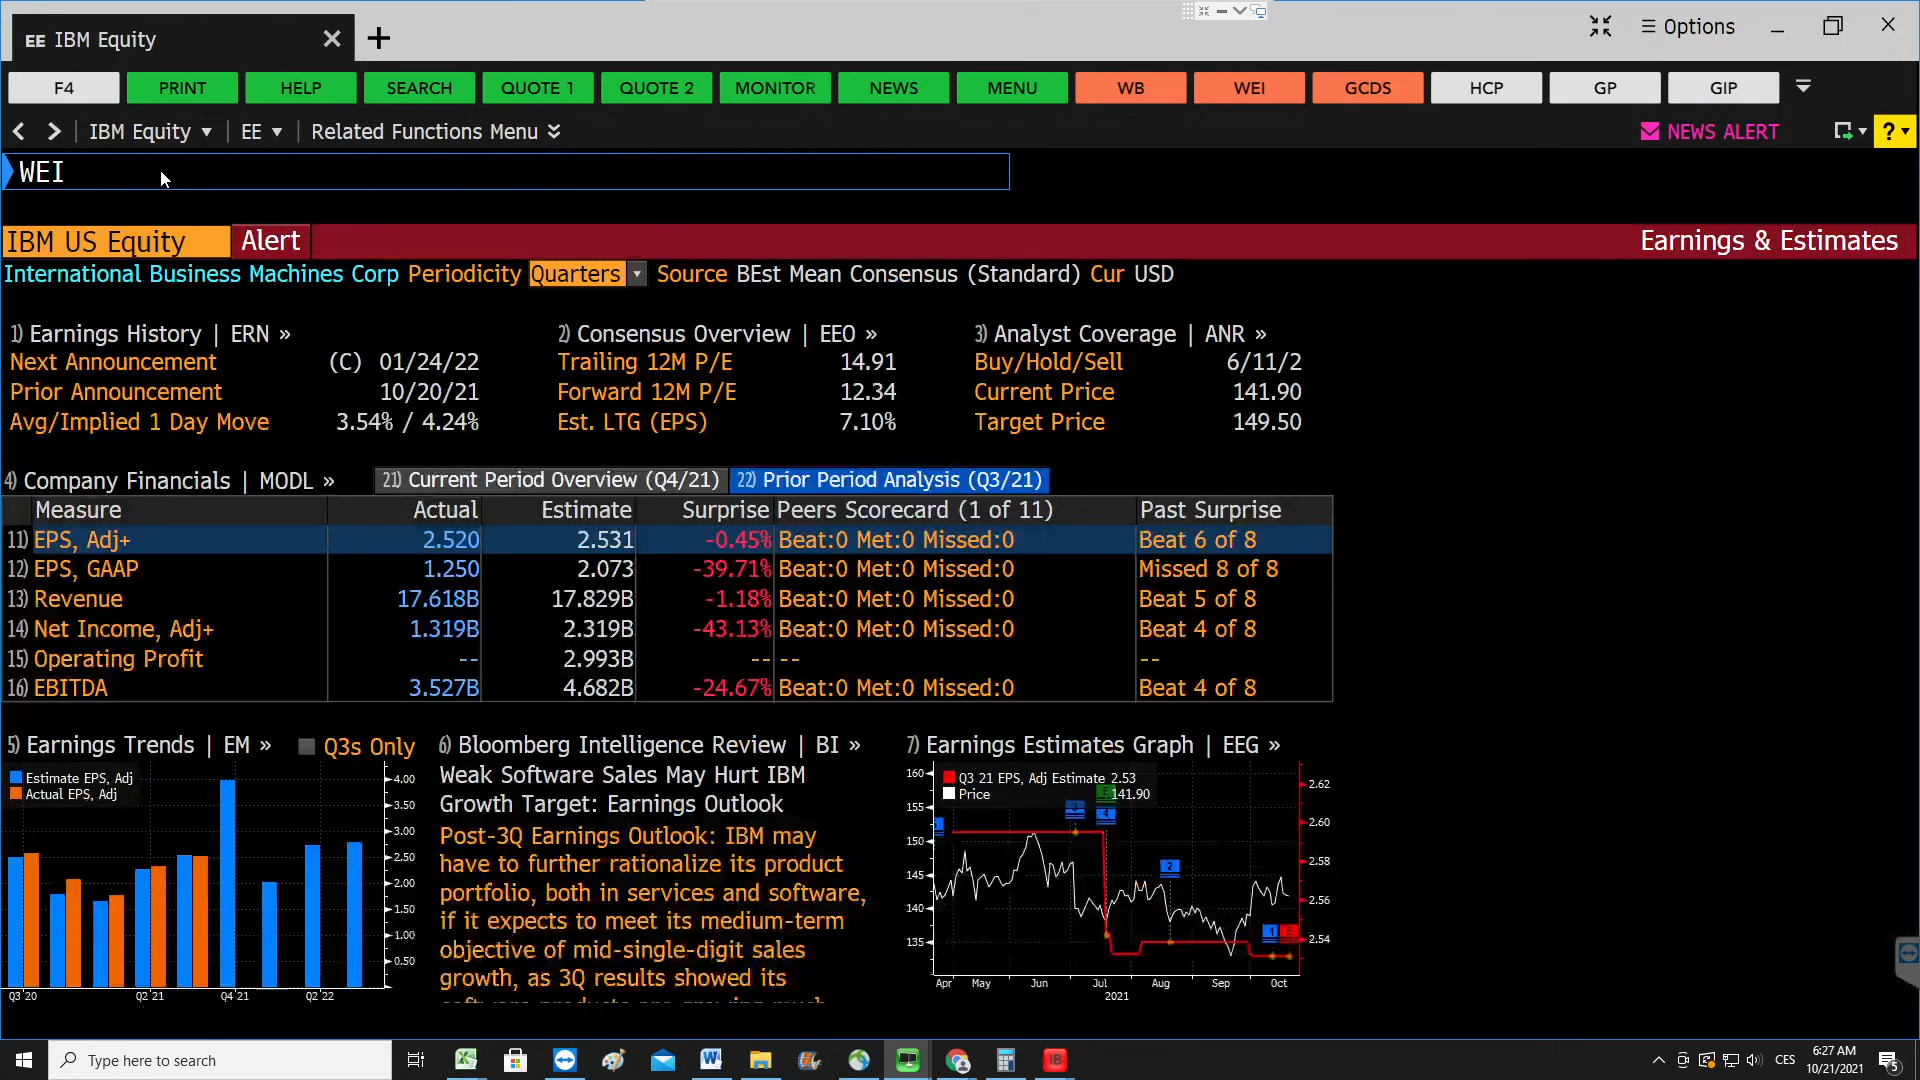 EE IBM Equity
Options
F4 PRINT HELP SEARCH QUOTE 1 QUOTE 2 MONITOR NEWS MENU WB WEI GCDS HCP GP GIP
IBM Equity EE Related Functions Menu NEWS ALERT ?
WEI
IBM US Equity Alert Earnings & Estimates
International Business Machines Corp Periodicity Quarters Source BEst Mean Consensus (Standard) Cur USD
1) Earnings History | ERN » 2) Consensus Overview | EEO » 3) Analyst Coverage | ANR »
Next Announcement (C) 01/24/22 Trailing 12M P/E 14.91 Buy/Hold/Sell 6/11/2
Prior Announcement 10/20/21 Forward 12M P/E 12.34 Current Price 141.90
Avg/Implied 1 Day Move 3.54% / 4.24% Est. LTG (EPS) 7.10% Target Price 149.50
4) Company Financials | MODL » 21) Current Period Overview (Q4/21) 22) Prior Period Analysis (Q3/21)
Measure Actual Estimate Surprise Peers Scorecard (1 of 11) Past Surprise
11) EPS, Adj+ 2.520 2.531 -0.45% Beat:0 Met:0 Missed:0 Beat 6 of 8
12) EPS, GAAP 1.250 2.073 -39.71% Beat:0 Met:0 Missed:0 Missed 8 of 8
13) Revenue 17.618B 17.829B -1.18% Beat:0 Met:0 Missed:0 Beat 5 of 8
14) Net Income, Adj+ 1.319B 2.319B -43.13% Beat:0 Met:0 Missed:0 Beat 4 of 8
15) Operating Profit -- 2.993B -- -- --
16) EBITDA 3.527B 4.682B -24.67% Beat:0 Met:0 Missed:0 Beat 4 of 8
5) Earnings Trends | EM » Q3s Only
Estimate EPS, Adj
Actual EPS, Adj
4.00
3.50
3.00
2.50
2.00
1.50
1.00
0.50
Q3 20 Q2 21 Q4 21 Q2 22
6) Bloomberg Intelligence Review | BI »
Weak Software Sales May Hurt IBM
Growth Target: Earnings Outlook
Post-3Q Earnings Outlook: IBM may
have to further rationalize its product
portfolio, both in services and software,
if it expects to meet its medium-term
objective of mid-single-digit sales
growth, as 3Q results showed its
7) Earnings Estimates Graph | EEG »
Q3 21 EPS, Adj Estimate 2.53
Price 141.90
160
155
150
145
140
135
2.62
2.60
2.58
2.56
2.54
3 E 4 2 1 E
Apr May Jun Jul Aug Sep Oct
2021
Type here to search
IB
CES
6:27 AM
10/21/2021
5